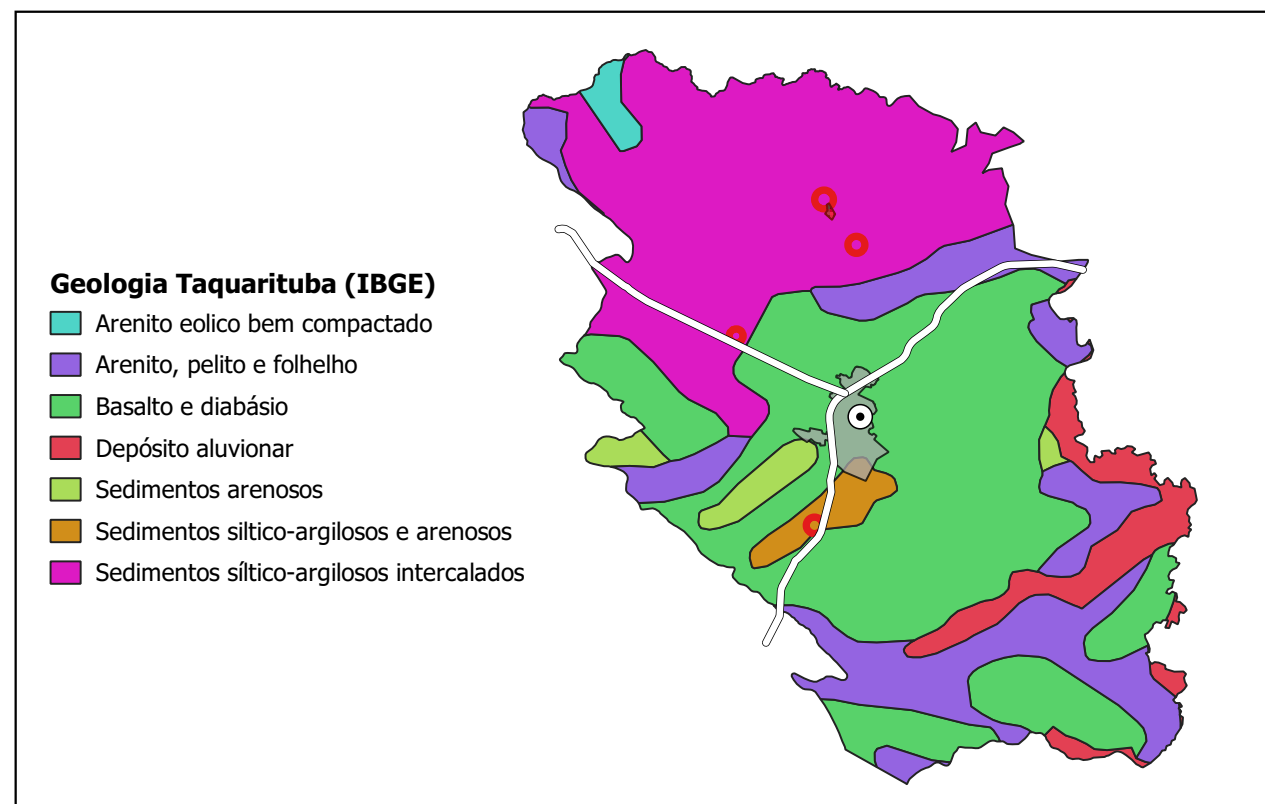 Geologia Taquarituba (IBGE)
Arenito eolico bem compactado
Arenito, pelito e folhelho
Basalto e diabásio
Depósito aluvionar
Sedimentos arenosos
Sedimentos siltico-argilosos e arenosos
Sedimentos síltico-argilosos intercalados